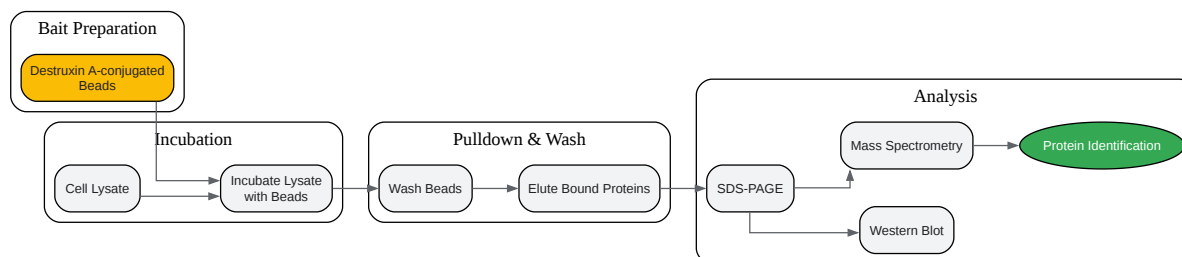 Bait Preparation
Destruxin A-conjugated
Beads
Incubation
Cell Lysate
Incubate Lysate
with Beads
Pulldown & Wash
Wash Beads
Elute Bound Proteins
Analysis
SDS-PAGE
Mass Spectrometry
Protein Identification
Western Blot